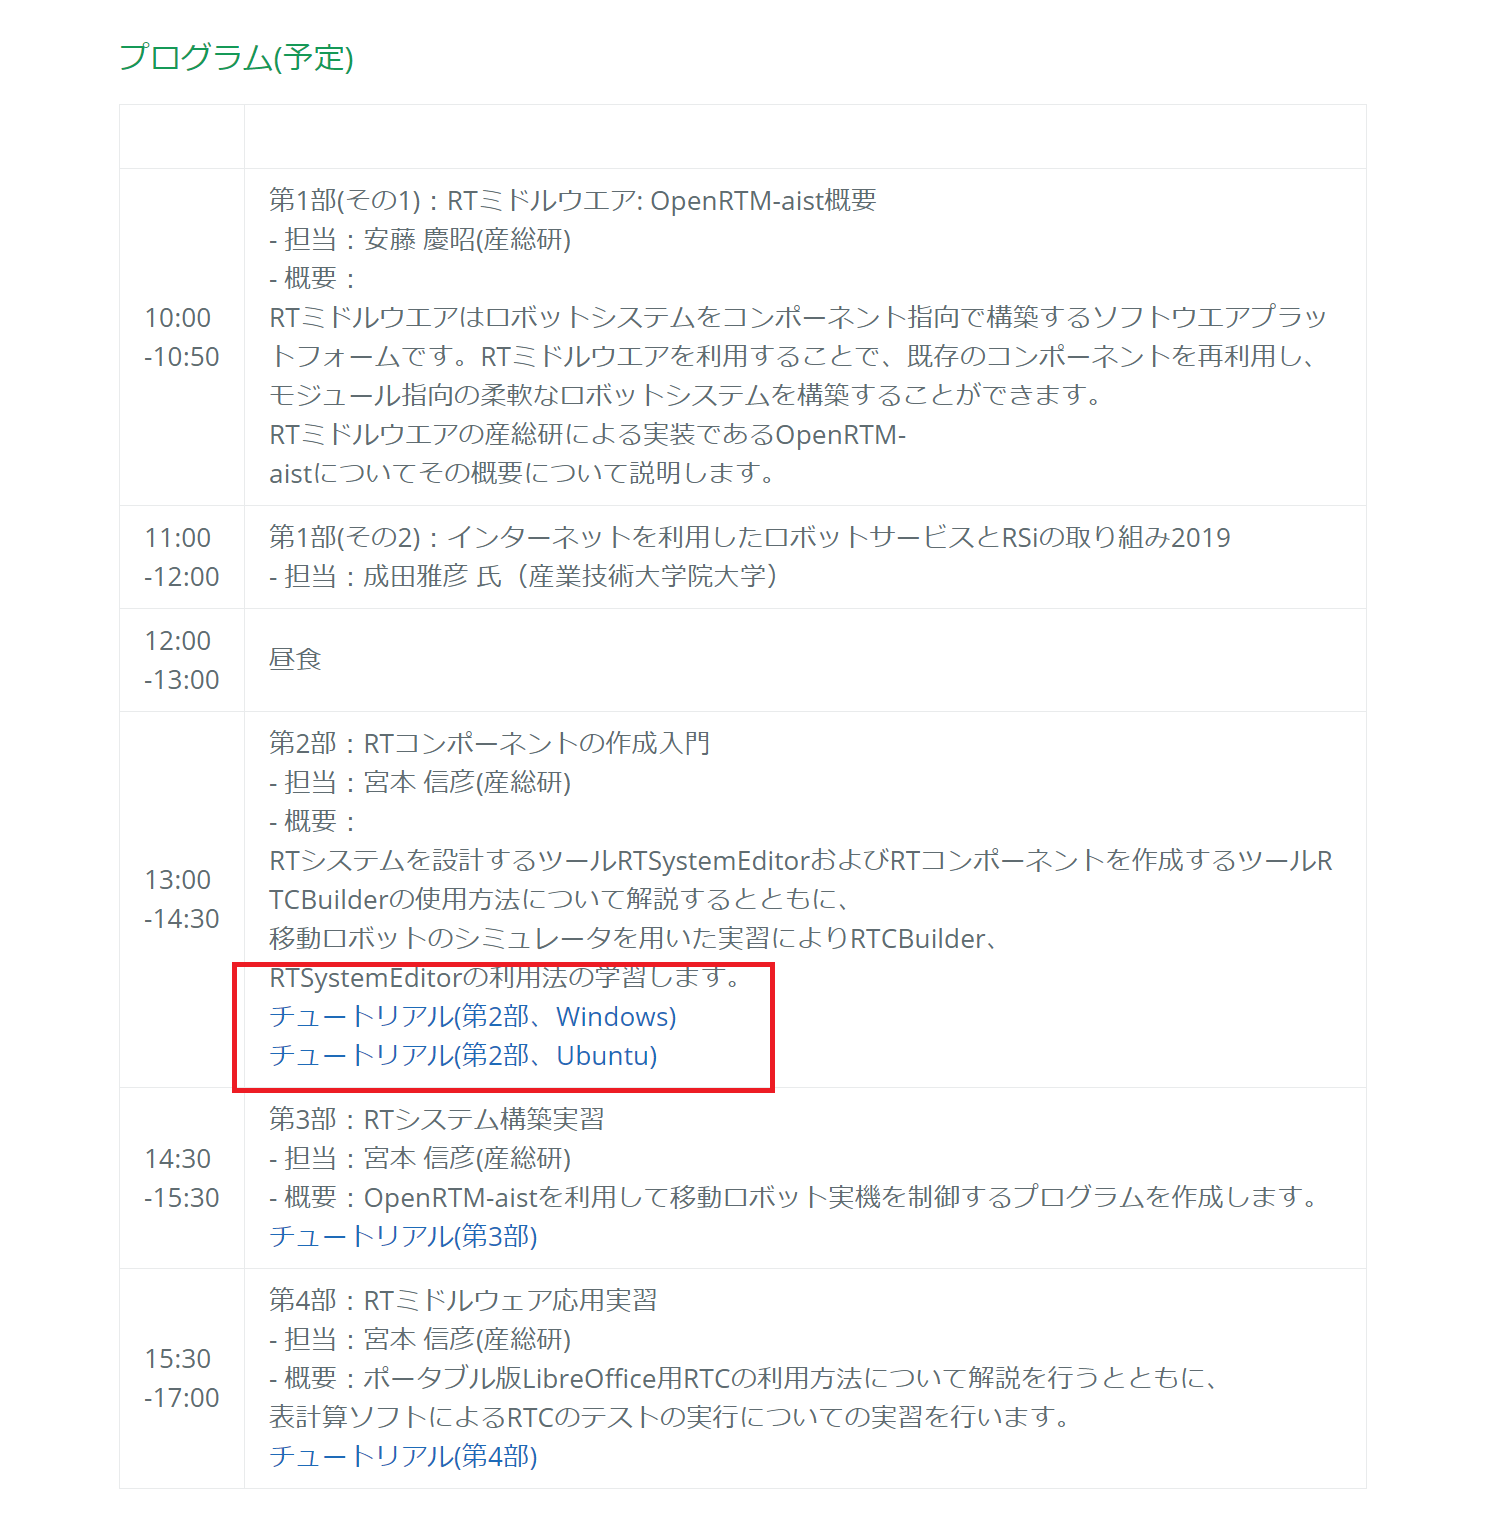 プログラム(予定)
10:00
-10:50
第1部(その1)：RTミドルウエア: OpenRTM-aist概要
- 担当：安藤 慶昭(産総研)
- 概要：
RTミドルウエアはロボットシステムをコンポーネント指向で構築するソフトウエアプラッ
トフォームです。RTミドルウエアを利用することで、既存のコンポーネントを再利用し、
モジュール指向の柔軟なロボットシステムを構築することができます。
RTミドルウエアの産総研による実装であるOpenRTM-
aistについてその概要について説明します。
11:00
-12:00
第1部(その2)：インターネットを利用したロボットサービスとRSiの取り組み2019
- 担当：成田雅彦 氏（産業技術大学院大学）
12:00
-13:00
昼食
13:00
-14:30
第2部：RTコンポーネントの作成入門
- 担当：宮本 信彦(産総研)
- 概要：
RTシステムを設計するツールRTSystemEditorおよびRTコンポーネントを作成するツールR
TCBuilderの使用方法について解説するとともに、
移動ロボットのシミュレータを用いた実習によりRTCBuilder、
RTSystemEditorの利用法の学習します。
チュートリアル(第2部、Windows)
チュートリアル(第2部、Ubuntu)
14:30
-15:30
第3部：RTシステム構築実習
- 担当：宮本 信彦(産総研)
- 概要：OpenRTM-aistを利用して移動ロボット実機を制御するプログラムを作成します。
チュートリアル(第3部)
15:30
-17:00
第4部：RTミドルウェア応用実習
- 担当：宮本 信彦(産総研)
- 概要：ポータブル版LibreOffice用RTCの利用方法について解説を行うとともに、
表計算ソフトによるRTCのテストの実行についての実習を行います。
チュートリアル(第4部)